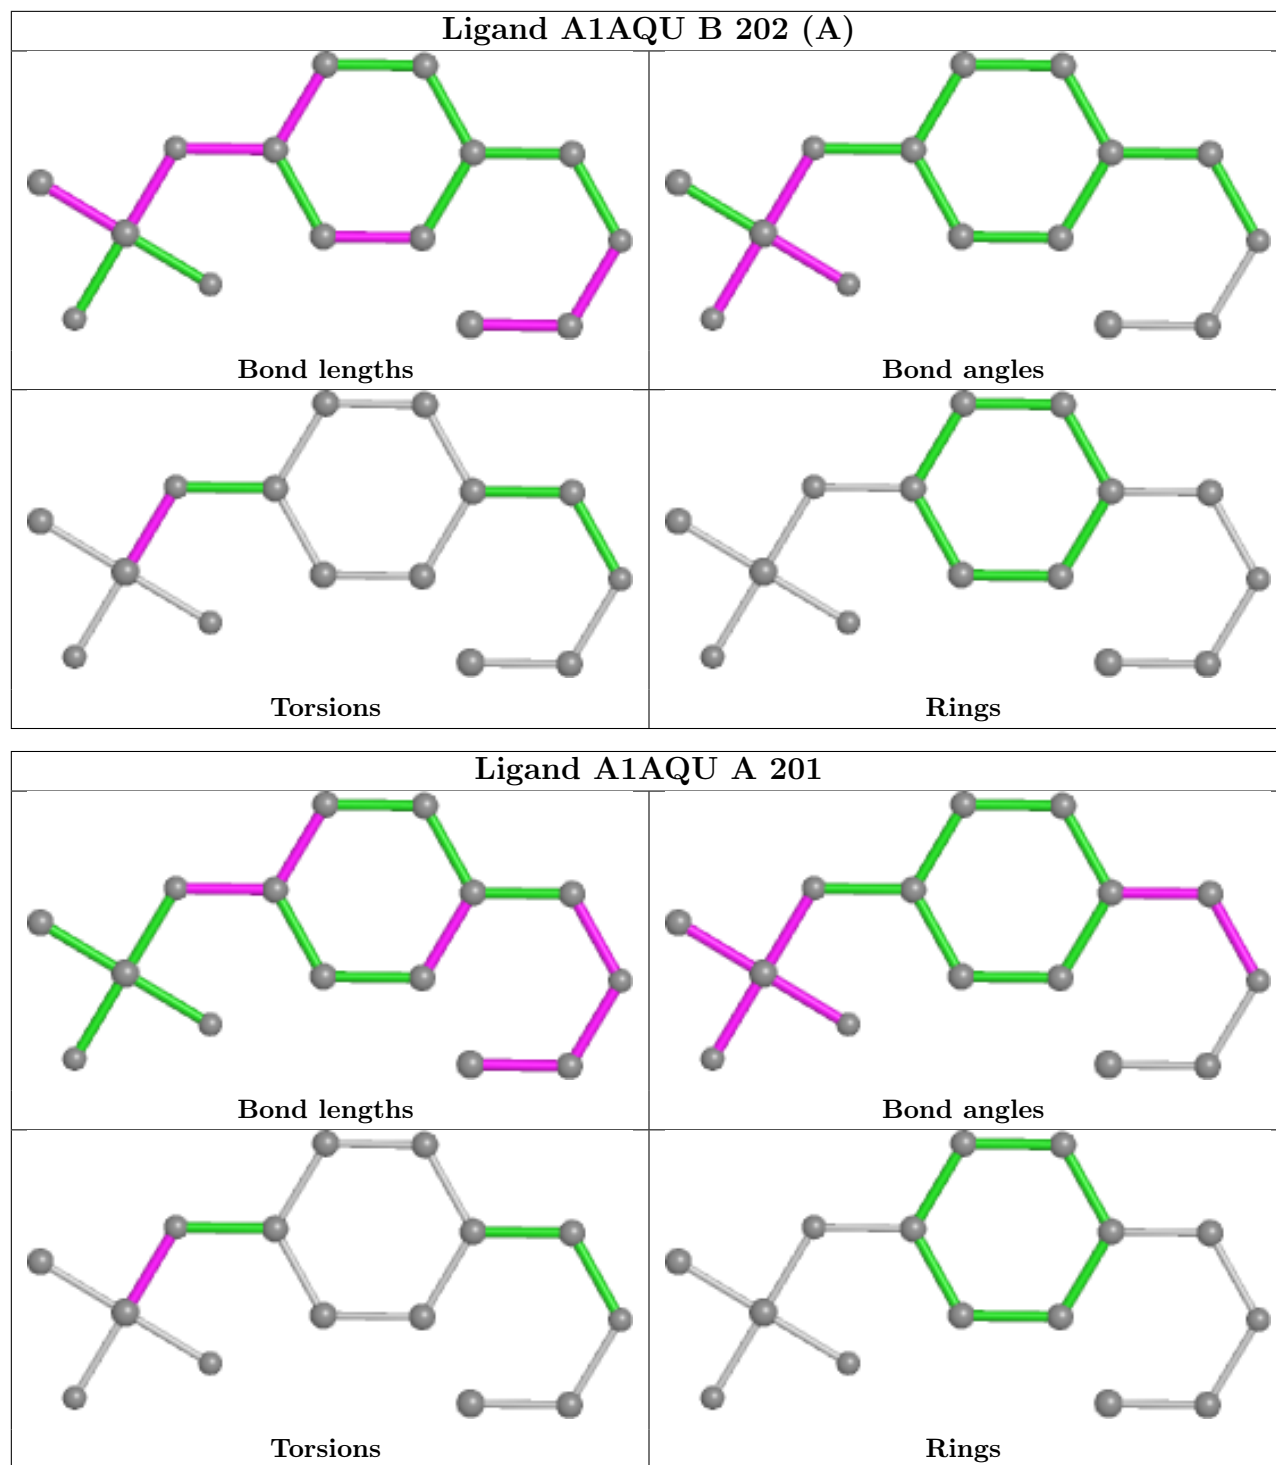 Ligand A1AQU B 202 (A)
Bond lengths
Bond angles
Torsions
Rings
Ligand A1AQU A 201
Bond lengths
Bond angles
Torsions
Rings